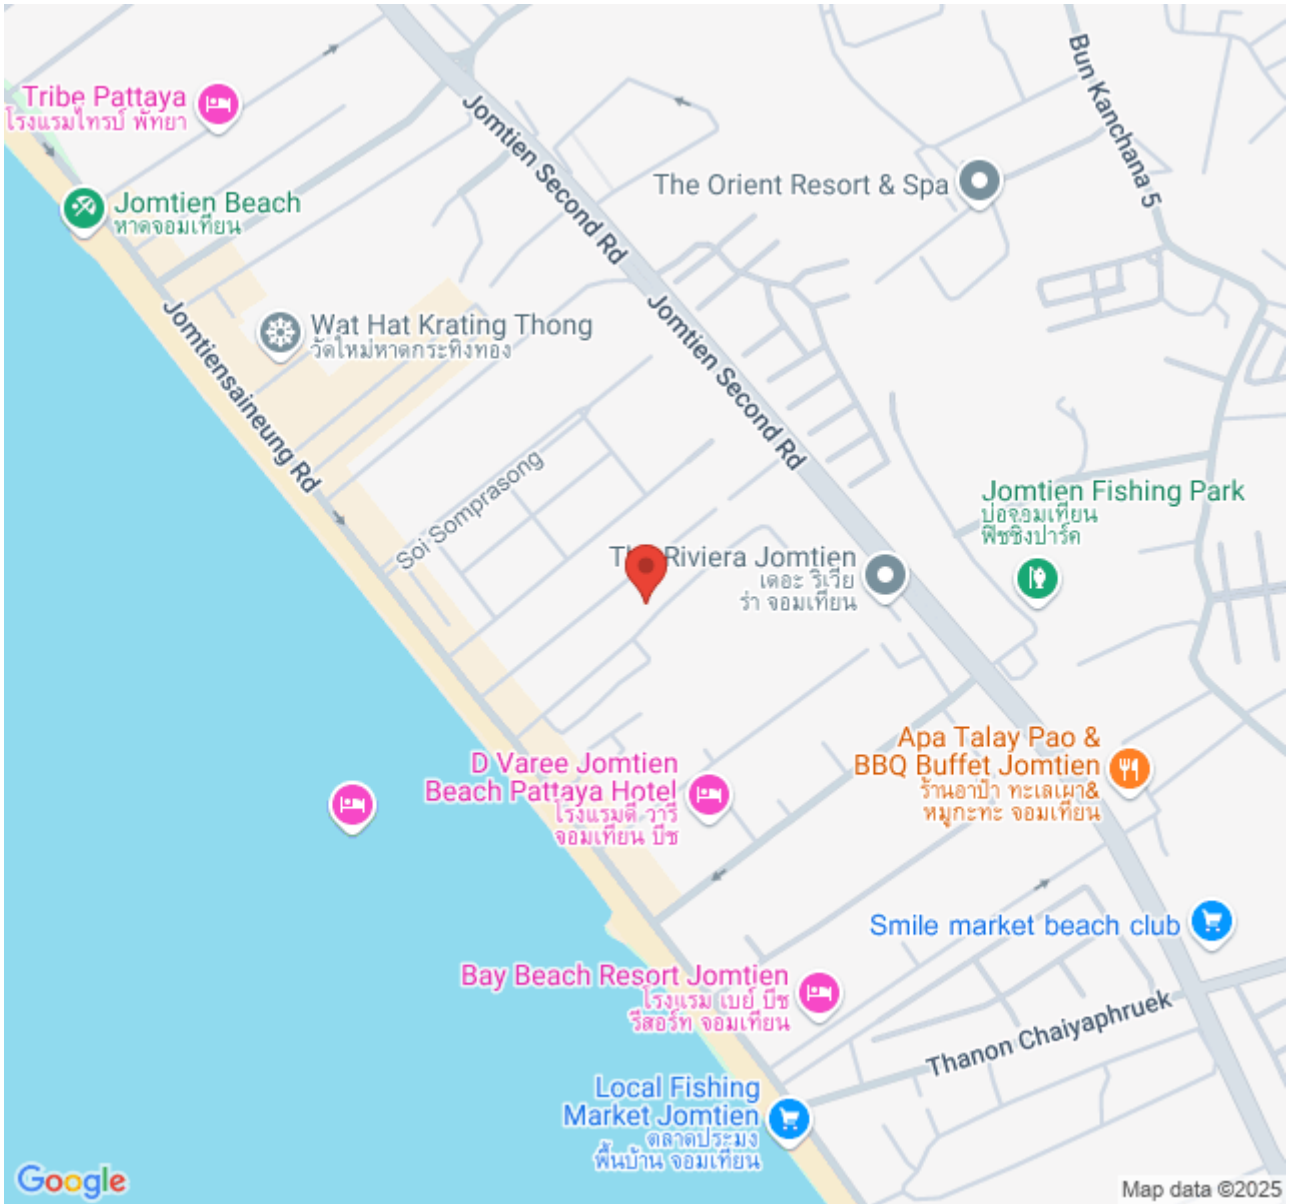 Bun Kanchana 5
Tribe Pattaya
โรงแรมไทรบ์ พัทยา
Jomtien Second Rd
The Orient Resort & Spa
Jomtien Beach
หาดจอมเทียน
Wat Hat Krating Thong
วัดใหม่หาดกระทิงทอง
Jomtiensaineung Rd
Jomtien Second Rd
Soi Somprasong
Jomtien Fishing Park
บ่อจอมเทียน
ฟิชชิ่งปาร์ค
Riviera Jomtien
เดอะ ริเวีย
ร่า จอมเทียน
Apa Talay Pao &
BBQ Buffet Jomtien
ร้านอาป๋า ทะเลเผา&
หมูกะทะ จอมเทียน
D Varee Jomtien
Beach Pattaya Hotel
โรงแรมดี วารี
จอมเทียน บีช
Smile market beach club
Bay Beach Resort Jomtien
โรงแรม เบย์ บีช
รีสอร์ท จอมเทียน
Thanon Chaiyaphruek
Local Fishing
Market Jomtien
ตลาดประมง
พื้นบ้าน จอมเทียน
Google
Map data ©2025